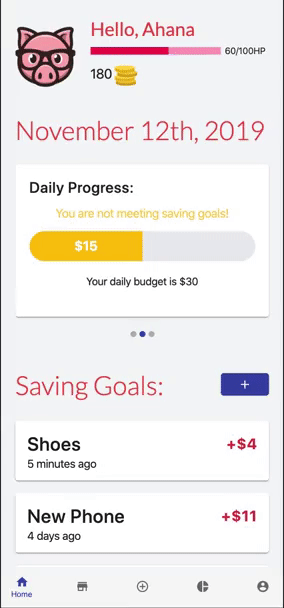 Hello, Ahana
60/100HP
180
November 12th, 2019
Daily Progress:
You are not meeting saving goals!
$15
Your daily budget is $30
Saving Goals:
+
Shoes
+$4
5 minutes ago
New Phone
+$11
4 days ago
Home